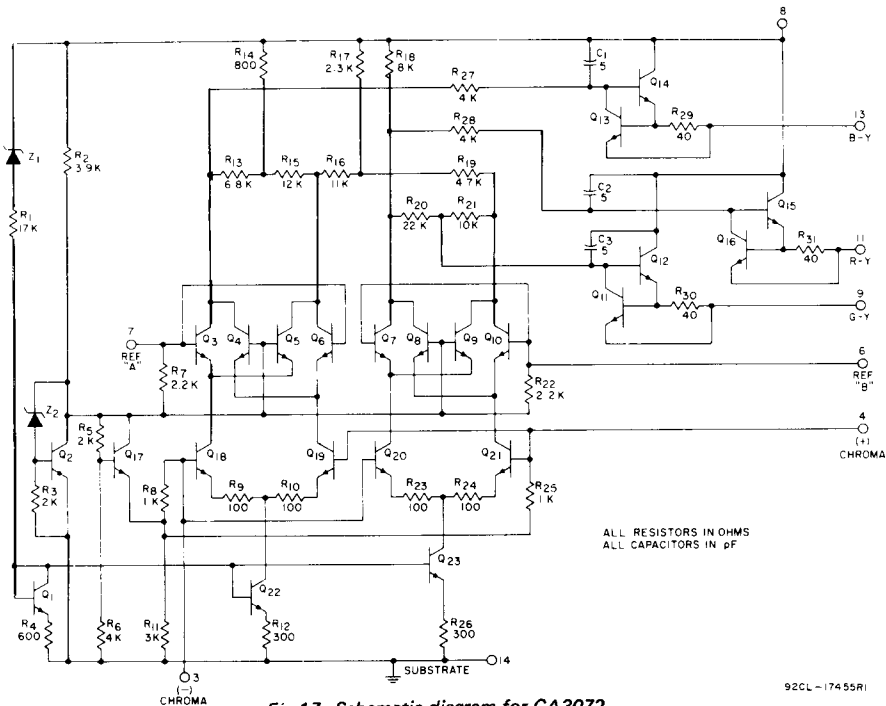 8
R14
800
R17
2.3K
R18
8K
C1
5
Q14
R27
4K
Q13
R29
40
13
B-Y
Z1
R2
3.9K
R28
4K
R13
6.8K
R15
12K
R16
11K
R19
4.7K
R1
17K
R20
22K
R21
10K
C2
5
Q15
C3
5
Q12
Q16
R31
40
11
R-Y
Q11
R30
40
9
G-Y
7
REF
"A"
Q3
Q4
Q5
Q6
Q7
Q8
Q9
Q10
R7
2.2K
R22
2.2K
6
REF
"B"
Z2
4
(+)
CHROMA
R5
2K
Q2
Q17
Q18
Q19
Q20
Q21
R3
2K
R8
1K
R9
100
R10
100
R23
100
R24
100
R25
1K
ALL RESISTORS IN OHMS
ALL CAPACITORS IN pF
Q23
Q1
Q22
R4
600
R6
4K
R11
3K
R12
300
R26
300
SUBSTRATE
14
3
(-)
CHROMA
92CL-17455R1
Fig.17 - Schematic diagram for CA3072.